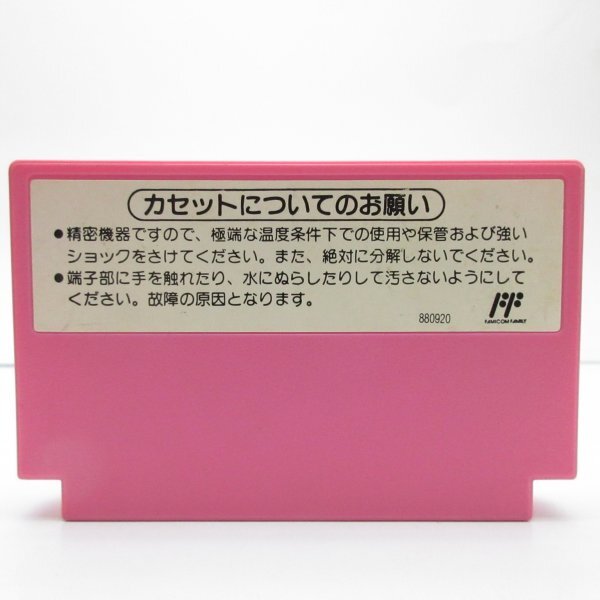 カセットについてのお願い
●精密機器ですので、極端な温度条件下での使用や保管および強い
ショックをさけてください。また、絶対に分解しないでください。
●端子部に手を触れたり、水にぬらしたりして汚さないようにして
ください。故障の原因となります。
880920
FAMICOM FAMILY